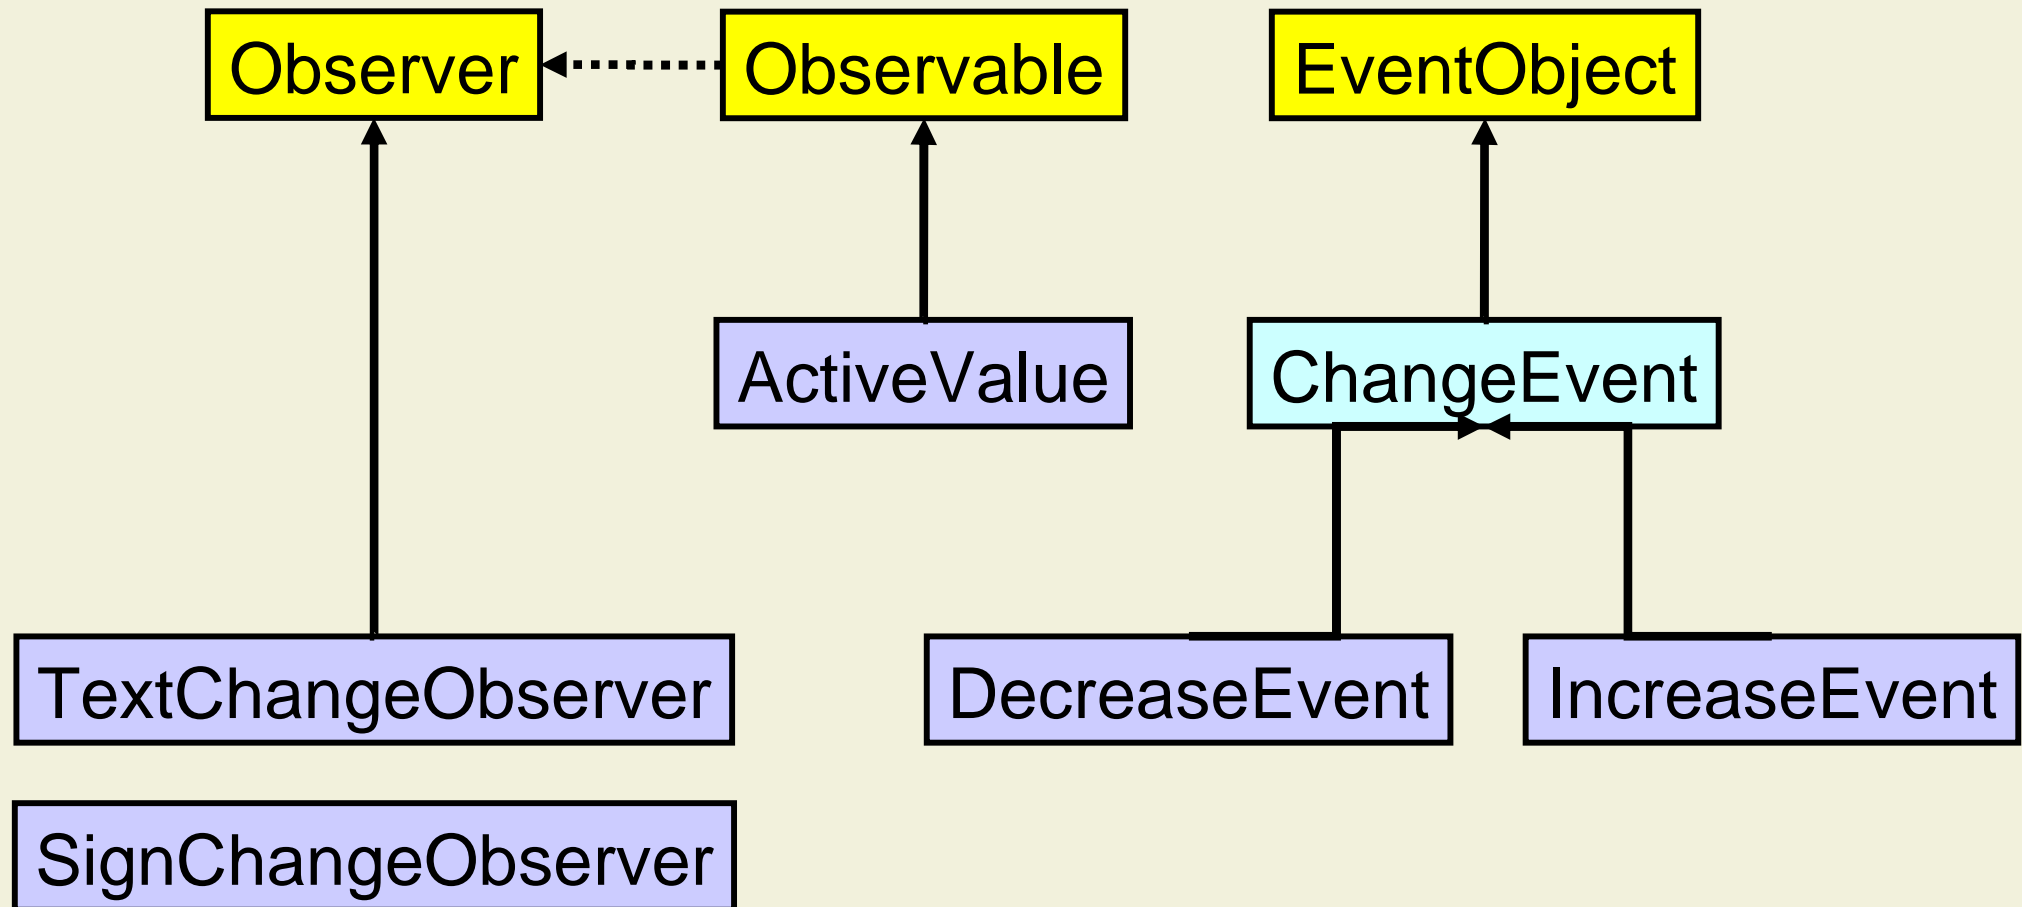 Observer
Observable
EventObject
ActiveValue
ChangeEvent
TextChangeObserver
DecreaseEvent
IncreaseEvent
SignChangeObserver